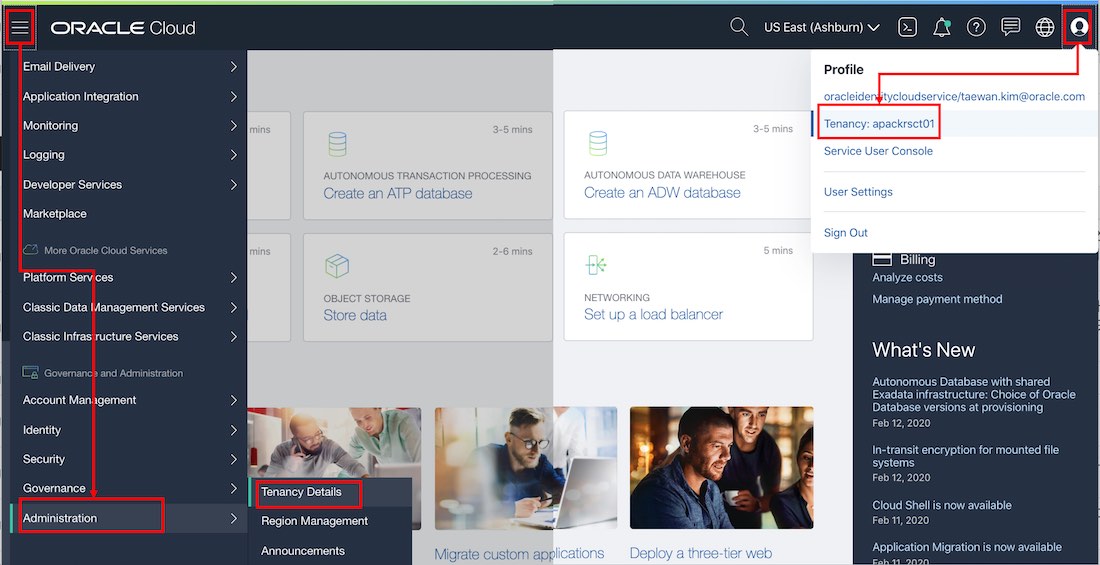 ORACLE Cloud
US East (Ashburn)
Email Delivery
Application Integration
Monitoring
Logging
Developer Services
Marketplace
More Oracle Cloud Services
Platform Services
Classic Data Management Services
Classic Infrastructure Services
Governance and Administration
Account Management
Identity
Security
Governance
Administration
Tenancy Details
Region Management
Announcements
mins
3-5 mins
AUTONOMOUS TRANSACTION PROCESSING
Create an ATP database
3-5 mins
AUTONOMOUS DATA WAREHOUSE
Create an ADW database
mins
2-6 mins
OBJECT STORAGE
Store data
5 mins
NETWORKING
Set up a load balancer
Migrate custom applications
Deploy a three-tier web
Profile
oracleidentitycloudservice/taewan.kim@oracle.com
Tenancy: apackrsct01
Service User Console
User Settings
Sign Out
Billing
Analyze costs
Manage payment method
What's New
Autonomous Database with shared
Exadata infrastructure: Choice of Oracle
Database versions at provisioning
Feb 12, 2020
In-transit encryption for mounted file
systems
Feb 12, 2020
Cloud Shell is now available
Feb 11, 2020
Application Migration is now available
Feb 11, 2020